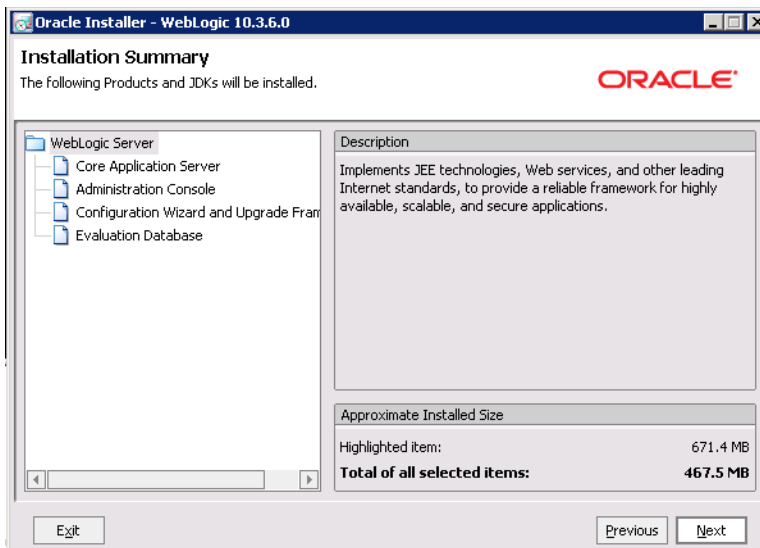 Oracle Installer - WebLogic 10.3.6.0
Installation Summary
The following Products and JDKs will be installed.
ORACLE
WebLogic Server
Core Application Server
Administration Console
Configuration Wizard and Upgrade Fram
Evaluation Database
Description
Implements JEE technologies, Web services, and other leading
Internet standards, to provide a reliable framework for highly
available, scalable, and secure applications.
Approximate Installed Size
Highlighted item: 671.4 MB
Total of all selected items: 467.5 MB
Exit
Previous
Next